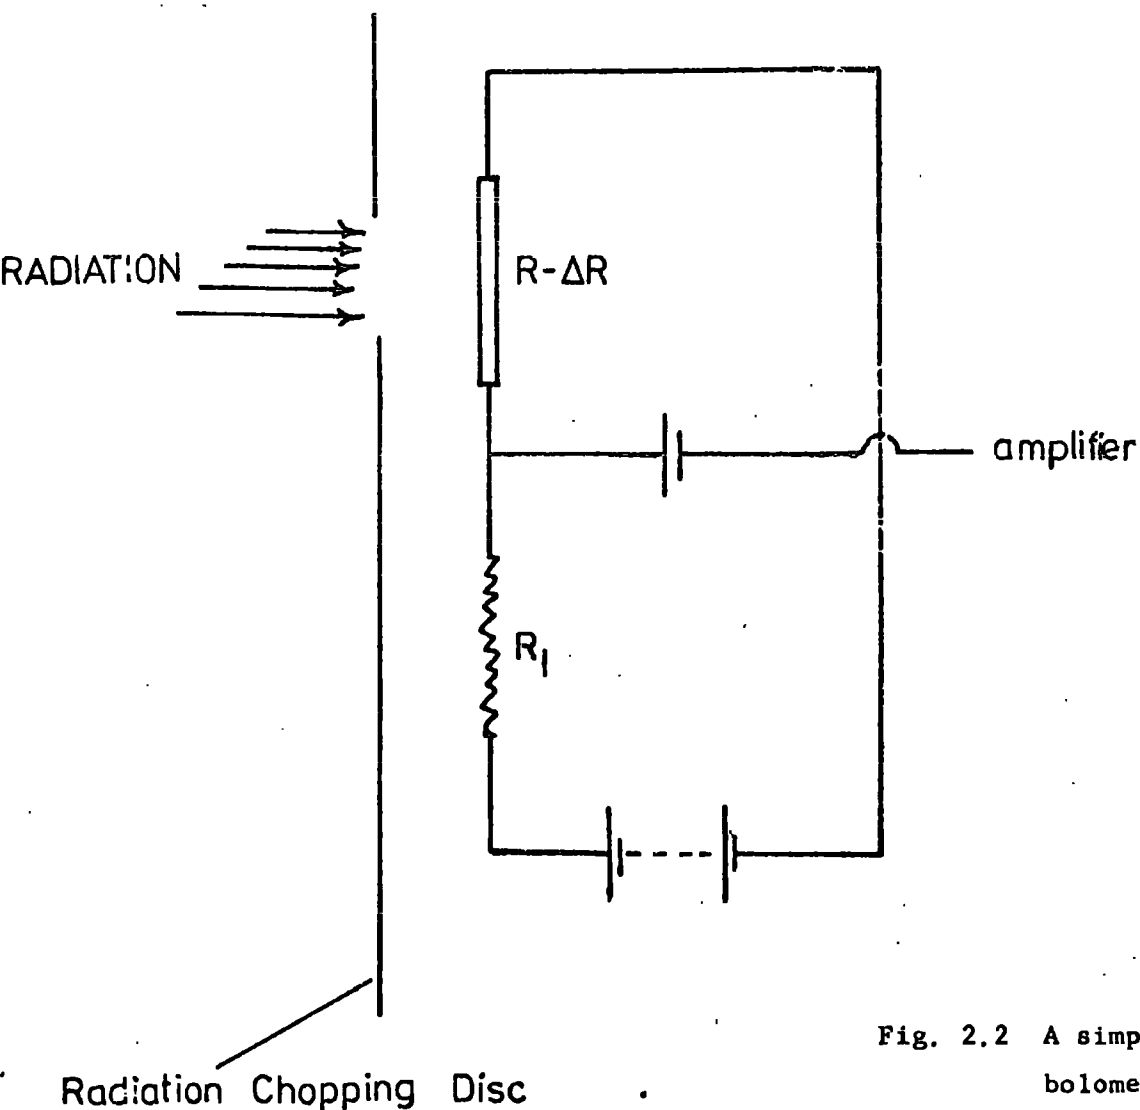 RADIATION
R-ΔR
amplifier
R₁
Fig. 2.2 A simp
bolome
Radiation Chopping Disc